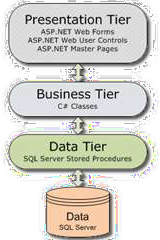 Presentation Tier
ASP.NET Web Forms
ASP.NET Web User Controls
ASP.NET Master Pages
Business Tier
C# Classes
Data Tier
SQL Server Stored Procedures
Data
SQL Server